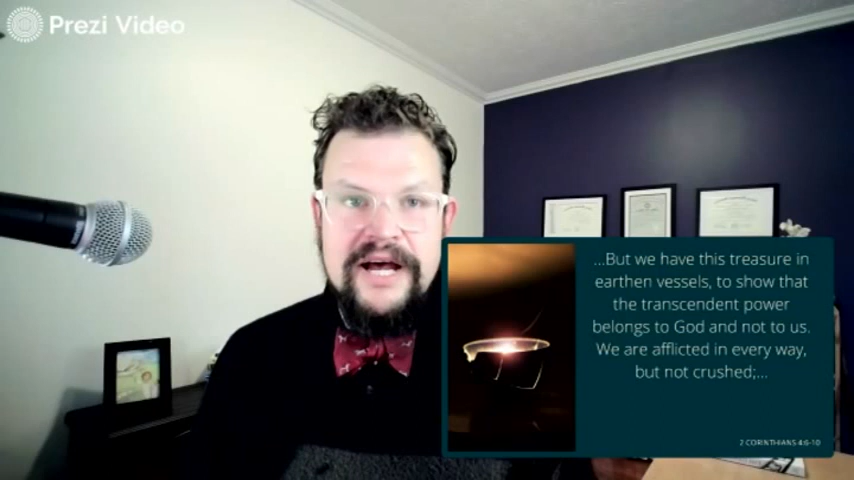 Prezi Video
...But we have this treasure in
earthen vessels, to show that
the transcendent power
belongs to God and not to us.
We are afflicted in every way,
but not crushed;...
2 CORINTHIANS 4:6-10